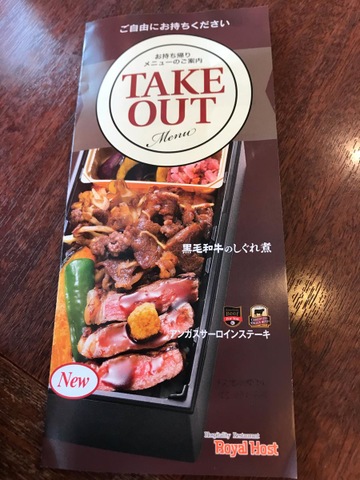 ご自由にお持ちください
お持ち帰り
メニューのご案内
TAKE
OUT
Menu
黒毛和牛のしぐれ煮
アンガスサーロインステーキ
New
Hospitality Restaurant
Royal Host